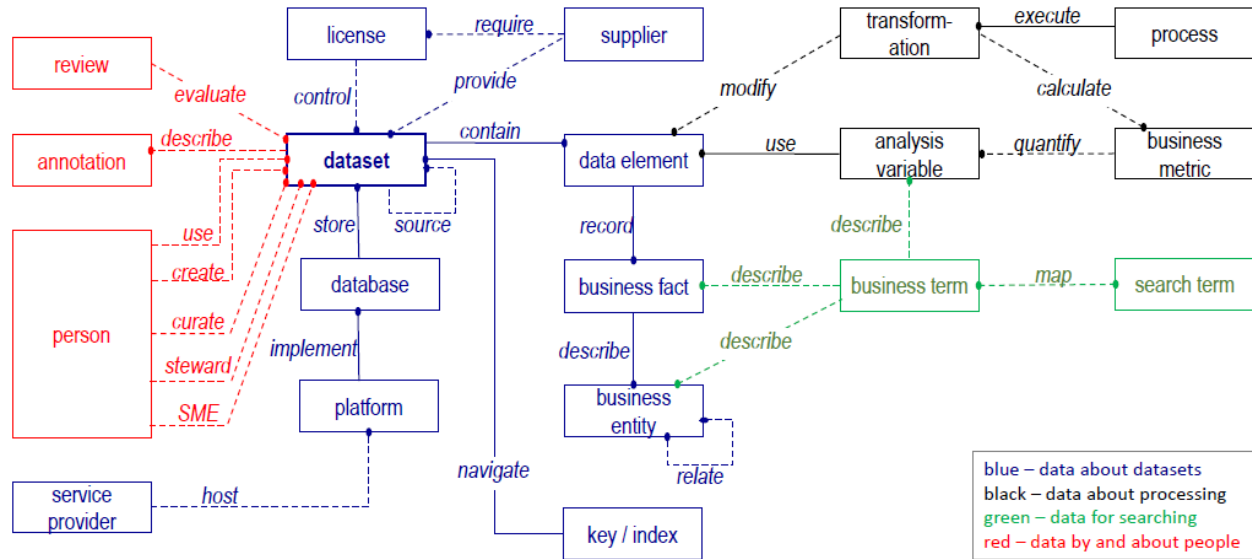 license
require
supplier
transform-
ation
execute
process
review
evaluate
control
provide
modify
calculate
annotation
describe
dataset
contain
data element
use
analysis
variable
quantify
business
metric
use
store
source
record
describe
create
database
business fact
describe
business term
map
search term
person
curate
implement
describe
describe
steward
platform
business
entity
SME
navigate
relate
service
provider
host
key / index
blue – data about datasets
black – data about processing
green – data for searching
red – data by and about people